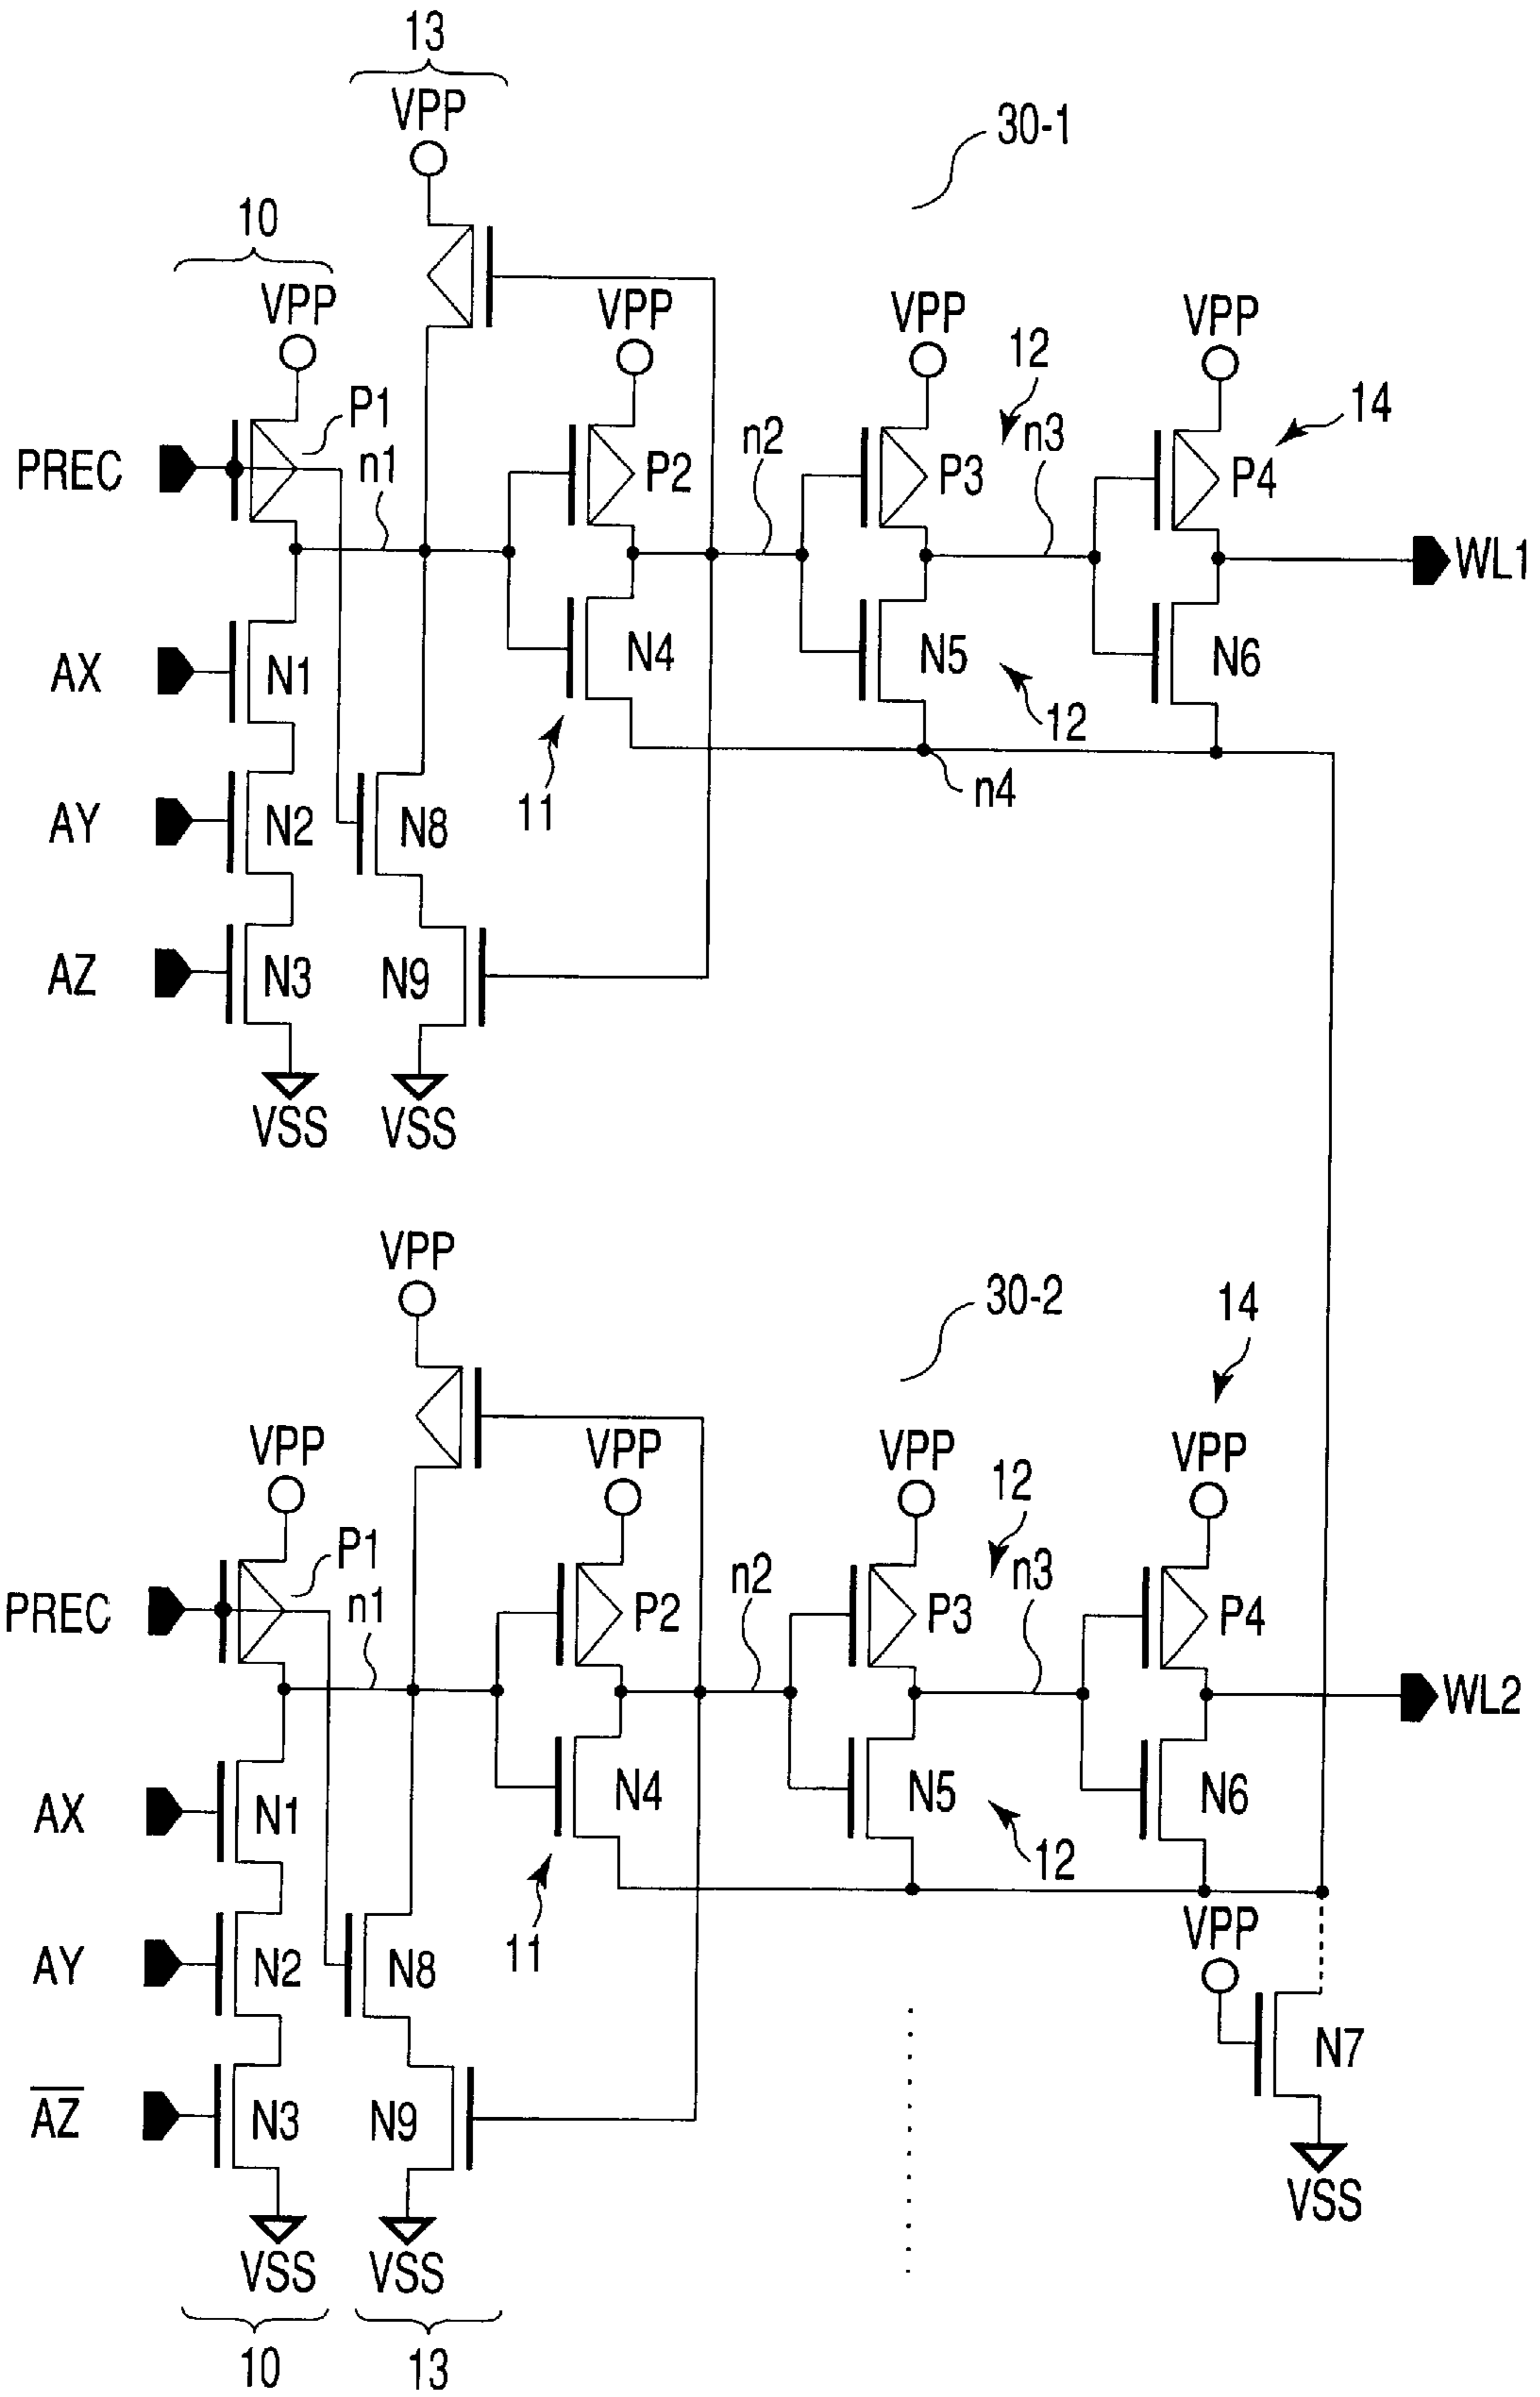 13
VPP
30-1
10
VPP
VPP
VPP
12
VPP
14
P1
PREC
n1
P2
n2
P3
n3
P4
WL1
AX
N1
N4
N5
N6
12
11
n4
AY
N2
N8
AZ
N3
N9
VSS
VSS
VPP
30-2
14
VPP
VPP
VPP
12
VPP
P1
PREC
n1
P2
n2
P3
n3
P4
WL2
AX
N1
N4
N5
N6
12
11
VPP
AY
N2
N8
N7
A̅Z̅
N3
N9
VSS
VSS
VSS
10
13